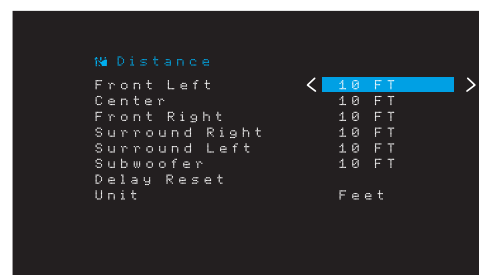 Distance
Front Left < 10 FT >
Center 10 FT
Front Right 10 FT
Surround Right 10 FT
Surround Left 10 FT
Subwoofer 10 FT
Delay Reset
Unit Feet